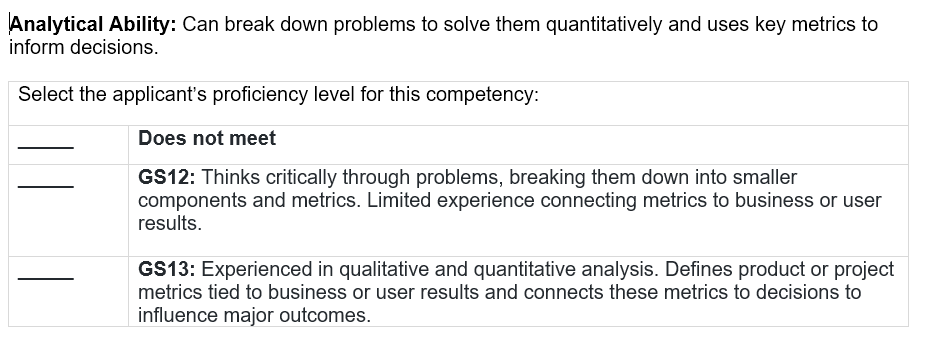 Analytical Ability: Can break down problems to solve them quantitatively and uses key metrics to
inform decisions.
Select the applicant's proficiency level for this competency:
Does not meet
GS12: Thinks critically through problems, breaking them down into smaller
components and metrics. Limited experience connecting metrics to business or user
results.
GS13: Experienced in qualitative and quantitative analysis. Defines product or project
metrics tied to business or user results and connects these metrics to decisions to
influence major outcomes.